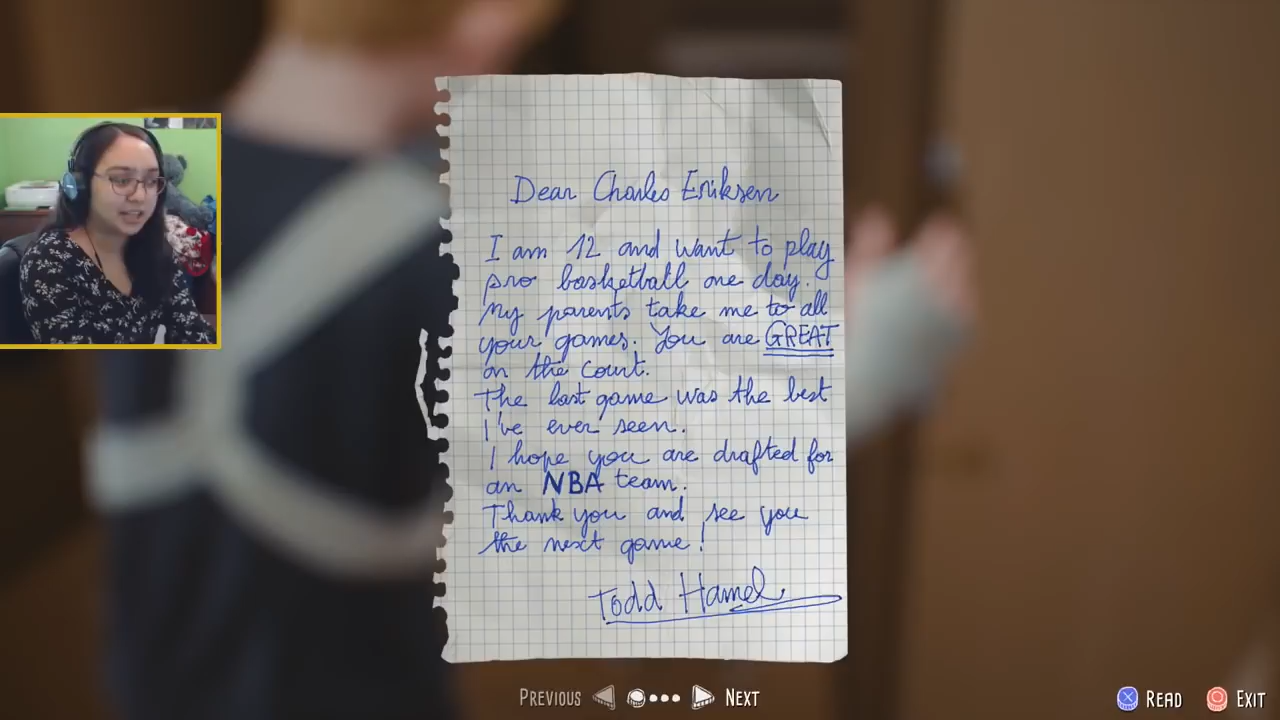 Dear Charles Eriksen
I am 12 and want to play
pro basketball one day.
My parents take me to all
your games. You are GREAT
on the court.
The last game was the best
I've ever seen.
I hope you are drafted for
an NBA team.
Thank you and see you
the next game!
Todd Hamel
PREVIOUS NEXT READ EXIT